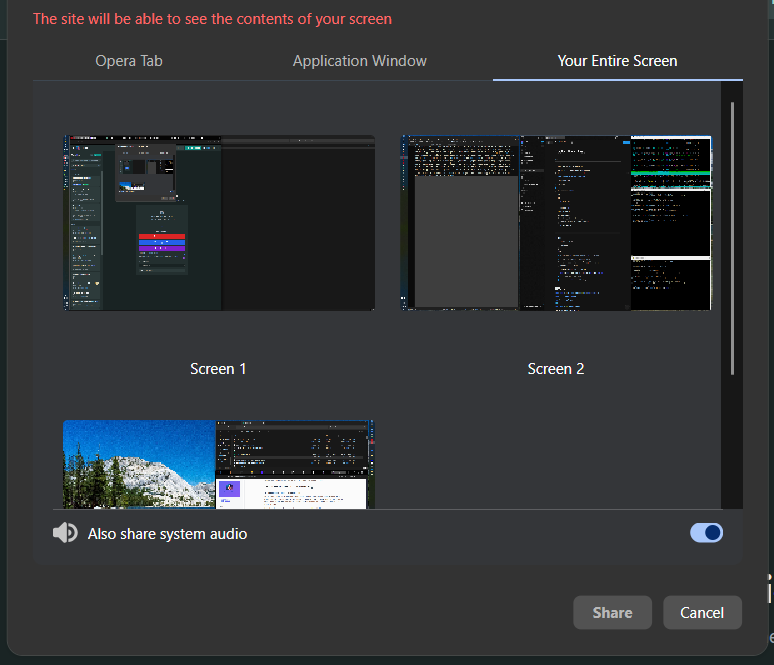 The site will be able to see the contents of your screen
Opera Tab
Application Window
Your Entire Screen
Screen 1
Screen 2
Also share system audio
Share
Cancel